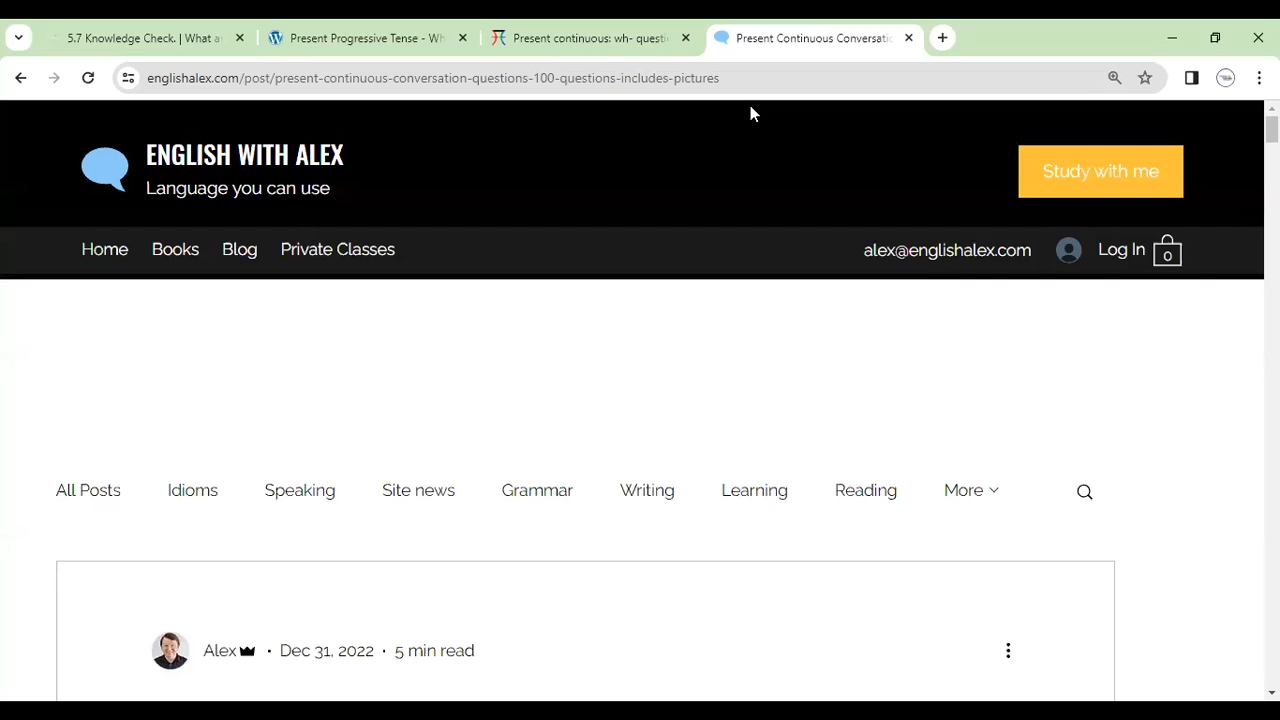 5.7 Knowledge Check. | What a
Present Progressive Tense - Wh
Present continuous: wh- questi
Present Continuous Conversatio
englishalex.com/post/present-continuous-conversation-questions-100-questions-includes-pictures
ENGLISH WITH ALEX
Language you can use
Study with me
Home Books Blog Private Classes alex@englishalex.com Log In 0
All Posts Idioms Speaking Site news Grammar Writing Learning Reading More
Alex • Dec 31, 2022 • 5 min read